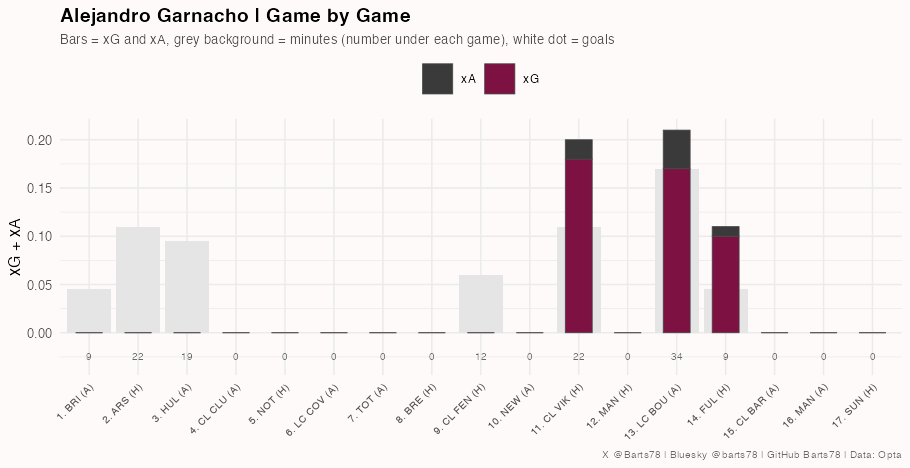 Alejandro Garnacho | Game by Game
Bars = xG and xA, grey background = minutes (number under each game), white dot = goals
xA xG
xG + xA
0.20
0.15
0.10
0.05
0.00
9 22 19 0 0 0 0 0 12 0 22 0 34 9 0 0 0
1. BRI (A)
2. ARS (H)
3. HUL (A)
4. CL CLU (A)
5. NOT (H)
6. LC COV (A)
7. TOT (A)
8. BRE (H)
9. CL FEN (H)
10. NEW (A)
11. CL VIK (H)
12. MAN (H)
13. LC BOU (A)
14. FUL (H)
15. CL BAR (A)
16. MAN (A)
17. SUN (H)
X @Barts78 | Bluesky @barts78 | GitHub Barts78 | Data: Opta